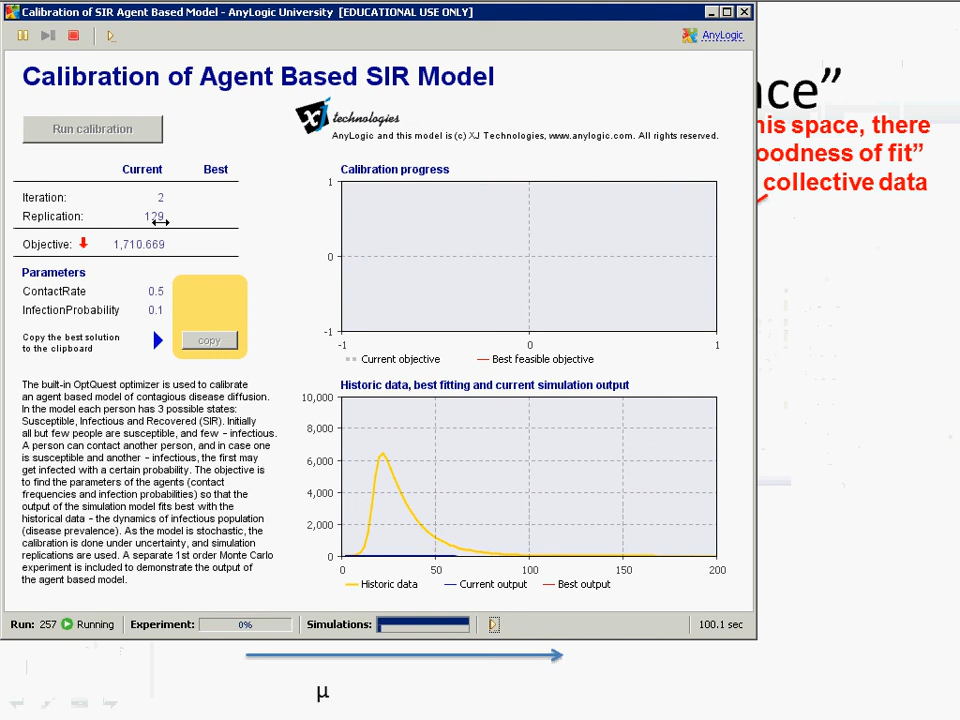 Calibration of SIR Agent Based Model - AnyLogic University [EDUCATIONAL USE ONLY]
AnyLogic
Calibration of Agent Based SIR Model
technologies
AnyLogic and this model is (c) XJ Technologies, www.anylogic.com. All rights reserved.
Run calibration
Current Best
Iteration: 2
Replication: 129
Objective: 1,710.669
Parameters
ContactRate 0.5
InfectionProbability 0.1
Copy the best solution
to the clipboard
copy
The built-in OptQuest optimizer is used to calibrate
an agent based model of contagious disease diffusion.
In the model each person has 3 possible states:
Susceptible, Infectious and Recovered (SIR). Initially
all but few people are susceptible, and few - infectious.
A person can contact another person, and in case one
is susceptible and another - infectious, the first may
get infected with a certain probability. The objective is
to find the parameters of the agents (contact
frequencies and infection probabilities) so that the
output of the simulation model fits best with the
historical data - the dynamics of infectious population
(disease prevalence). As the model is stochastic, the
calibration is done under uncertainty, and simulation
replications are used. A separate 1st order Monte Carlo
experiment is included to demonstrate the output of
the agent based model.
Calibration progress
1
0
-1
-1 0 1
Current objective Best feasible objective
Historic data, best fitting and current simulation output
10,000
8,000
6,000
4,000
2,000
0
0 50 100 150 200
Historic data Current output Best output
Run: 257 Running Experiment: 0% Simulations: 100.1 sec
nce”
his space, there
oodness of fit”
collective data
μ